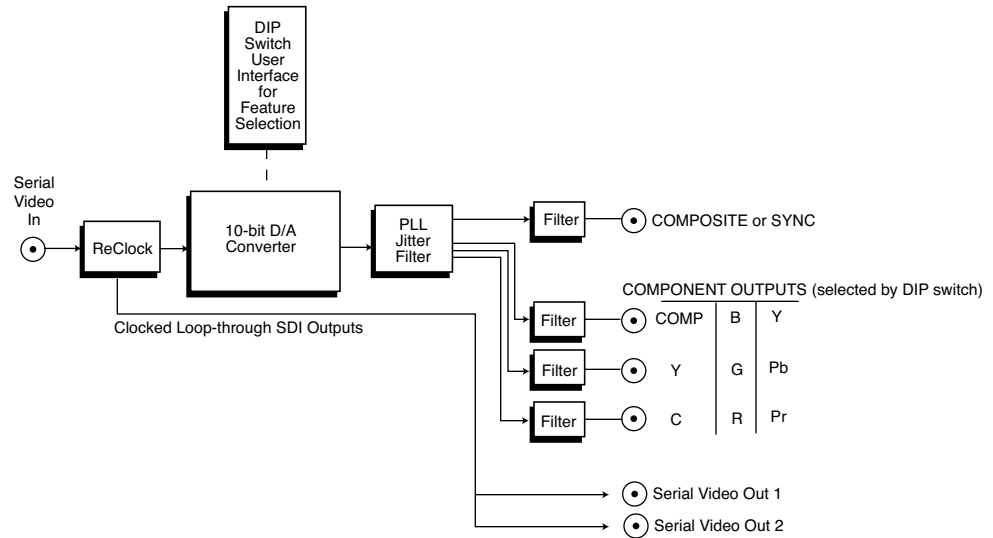 DIP
Switch
User
Interface
for
Feature
Selection
Serial
Video
In
ReClock
10-bit D/A
Converter
PLL
Jitter
Filter
Filter
COMPOSITE or SYNC
COMPONENT OUTPUTS (selected by DIP switch)
Filter
COMP B Y
Clocked Loop-through SDI Outputs
Filter
Y G Pb
Filter
C R Pr
Serial Video Out 1
Serial Video Out 2